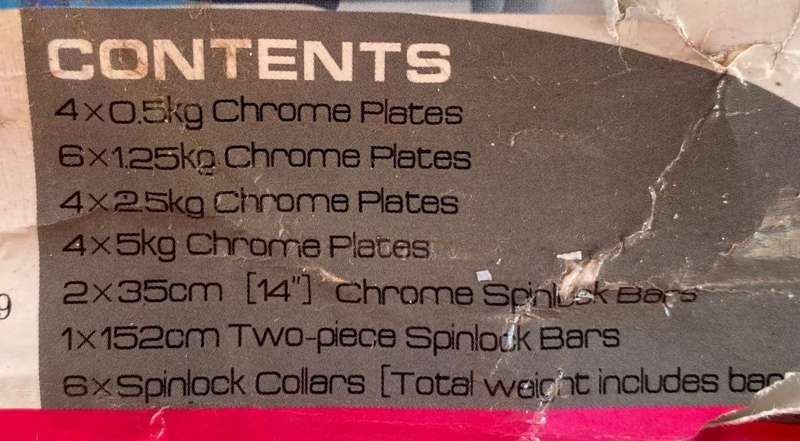 CONTENTS
4×0.5kg Chrome Plates
6×1.25kg Chrome Plates
4×2.5kg Chrome Plates
4×5kg Chrome Plates
2×35cm [14"] Chrome Spinlock Bars
1×152cm Two-piece Spinlock Bars
6×Spinlock Collars [Total weight includes
9